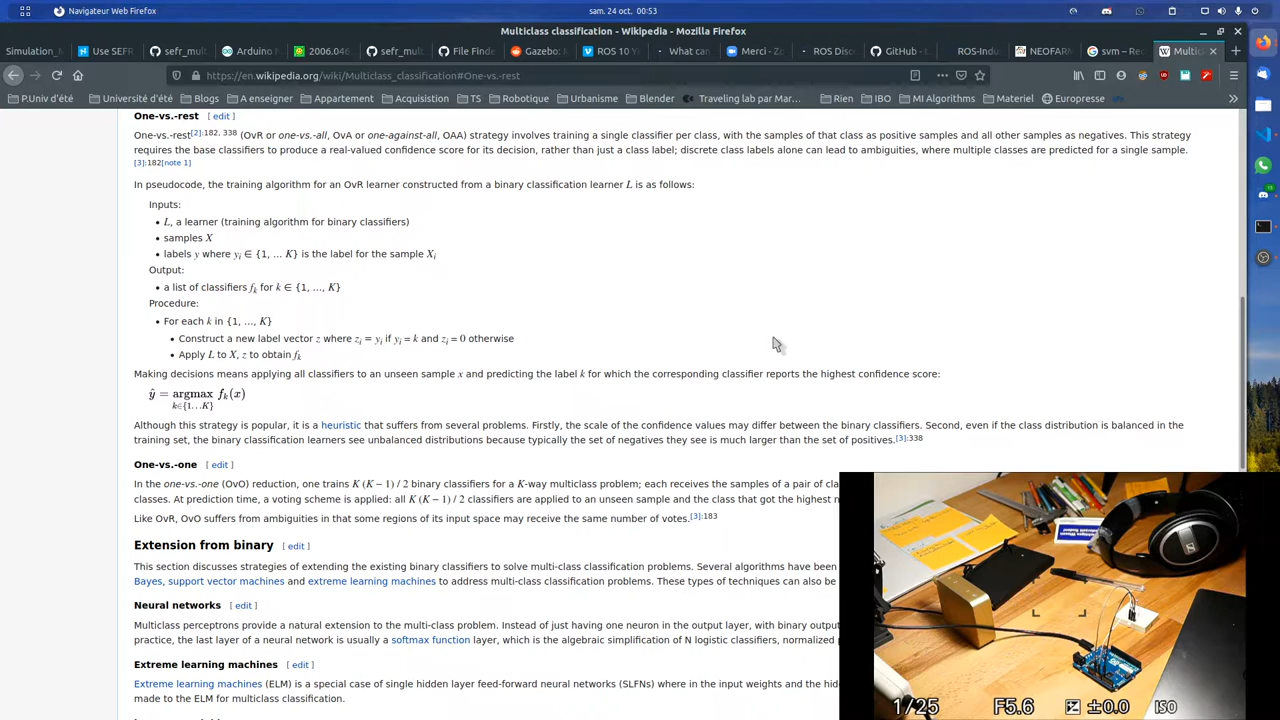 Navigateur Web Firefox
sam. 24 oct. 00:53
Multiclass classification - Wikipedia - Mozilla Firefox
Simulation_
Use SEFR
sefr_mul
Arduino
2006.046
sefr_mul
File Finde
Gazebo:
ROS 10 Y
What can
Merci - Zo
ROS Disc
GitHub - t
ROS-Indus
NEOFARM
svm – Rec
Multic
https://en.wikipedia.org/wiki/Multiclass_classification#One-vs.-rest
P.Univ d'été
Université d'été
Blogs
A enseigner
Appartement
Acquisition
TS
Robotique
Urbanisme
Blender
Traveling lab par Mar…
Rien
IBO
MI Algorithms
Materiel
Europresse
One-vs.-rest [ edit ]
One-vs.-rest[2]:182, 338 (OvR or one-vs.-all, OvA or one-against-all, OAA) strategy involves training a single classifier per class, with the samples of that class as positive samples and all other samples as negatives. This strategy
requires the base classifiers to produce a real-valued confidence score for its decision, rather than just a class label; discrete class labels alone can lead to ambiguities, where multiple classes are predicted for a single sample.
[3]:182[note 1]
In pseudocode, the training algorithm for an OvR learner constructed from a binary classification learner L is as follows:
Inputs:
• L, a learner (training algorithm for binary classifiers)
• samples X
• labels y where yi ∈ {1, … K} is the label for the sample Xi
Output:
• a list of classifiers fk for k ∈ {1, …, K}
Procedure:
• For each k in {1, …, K}
• Construct a new label vector z where zi = yi if yi = k and zi = 0 otherwise
• Apply L to X, z to obtain fk
Making decisions means applying all classifiers to an unseen sample x and predicting the label k for which the corresponding classifier reports the highest confidence score:
ŷ = argmax fk(x)
k∈{1…K}
Although this strategy is popular, it is a heuristic that suffers from several problems. Firstly, the scale of the confidence values may differ between the binary classifiers. Second, even if the class distribution is balanced in the
training set, the binary classification learners see unbalanced distributions because typically the set of negatives they see is much larger than the set of positives.[3]:338
One-vs.-one [ edit ]
In the one-vs.-one (OvO) reduction, one trains K (K − 1) / 2 binary classifiers for a K-way multiclass problem; each receives the samples of a pair of cla
classes. At prediction time, a voting scheme is applied: all K (K − 1) / 2 classifiers are applied to an unseen sample and the class that got the highest n
Like OvR, OvO suffers from ambiguities in that some regions of its input space may receive the same number of votes.[3]:183
Extension from binary [ edit ]
This section discusses strategies of extending the existing binary classifiers to solve multi-class classification problems. Several algorithms have been
Bayes, support vector machines and extreme learning machines to address multi-class classification problems. These types of techniques can also be
Neural networks [ edit ]
Multiclass perceptrons provide a natural extension to the multi-class problem. Instead of just having one neuron in the output layer, with binary output
practice, the last layer of a neural network is usually a softmax function layer, which is the algebraic simplification of N logistic classifiers, normalized p
Extreme learning machines [ edit ]
Extreme learning machines (ELM) is a special case of single hidden layer feed-forward neural networks (SLFNs) where in the input weights and the hid
made to the ELM for multiclass classification.
1/25 F5.6 ±0.0 ISO